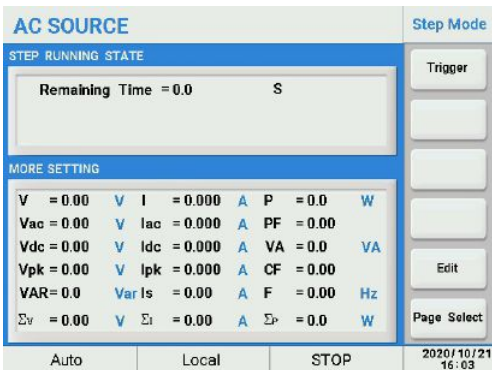 AC SOURCE
Step Mode
STEP RUNNING STATE
Trigger
Remaining Time =0.0 S
MORE SETTING
V = 0.00 V I = 0.000 A P = 0.0 W
Vac = 0.00 V Iac = 0.000 A PF = 0.00
Vdc = 0.00 V Idc = 0.000 A VA = 0.0 VA
Vpk = 0.00 V Ipk = 0.000 A CF = 0.00
Edit
VAR= 0.0 Var Is = 0.00 A F = 0.00 Hz
Σv = 0.00 V ΣI = 0.00 A ΣP = 0.0 W
Page Select
Auto Local STOP 2020/10/21
16:03